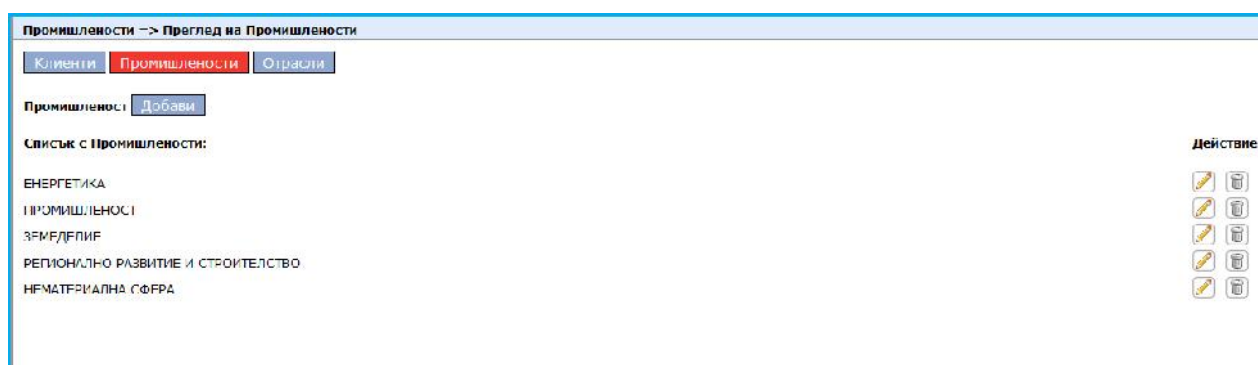 Промишлености => Преглед на Промишлености
Клиенти Промишлености Отрасли
Промишленост Добави
Списък с Промишлености: Действие
ЕНЕРГЕТИКА
ПРОМИШЛЕНОСТ
ЗЕМЕДЕЛИЕ
РЕГИОНАЛНО РАЗВИТИЕ И СТРОИТЕЛСТВО
НЕМАТЕРИАЛНА СФЕРА